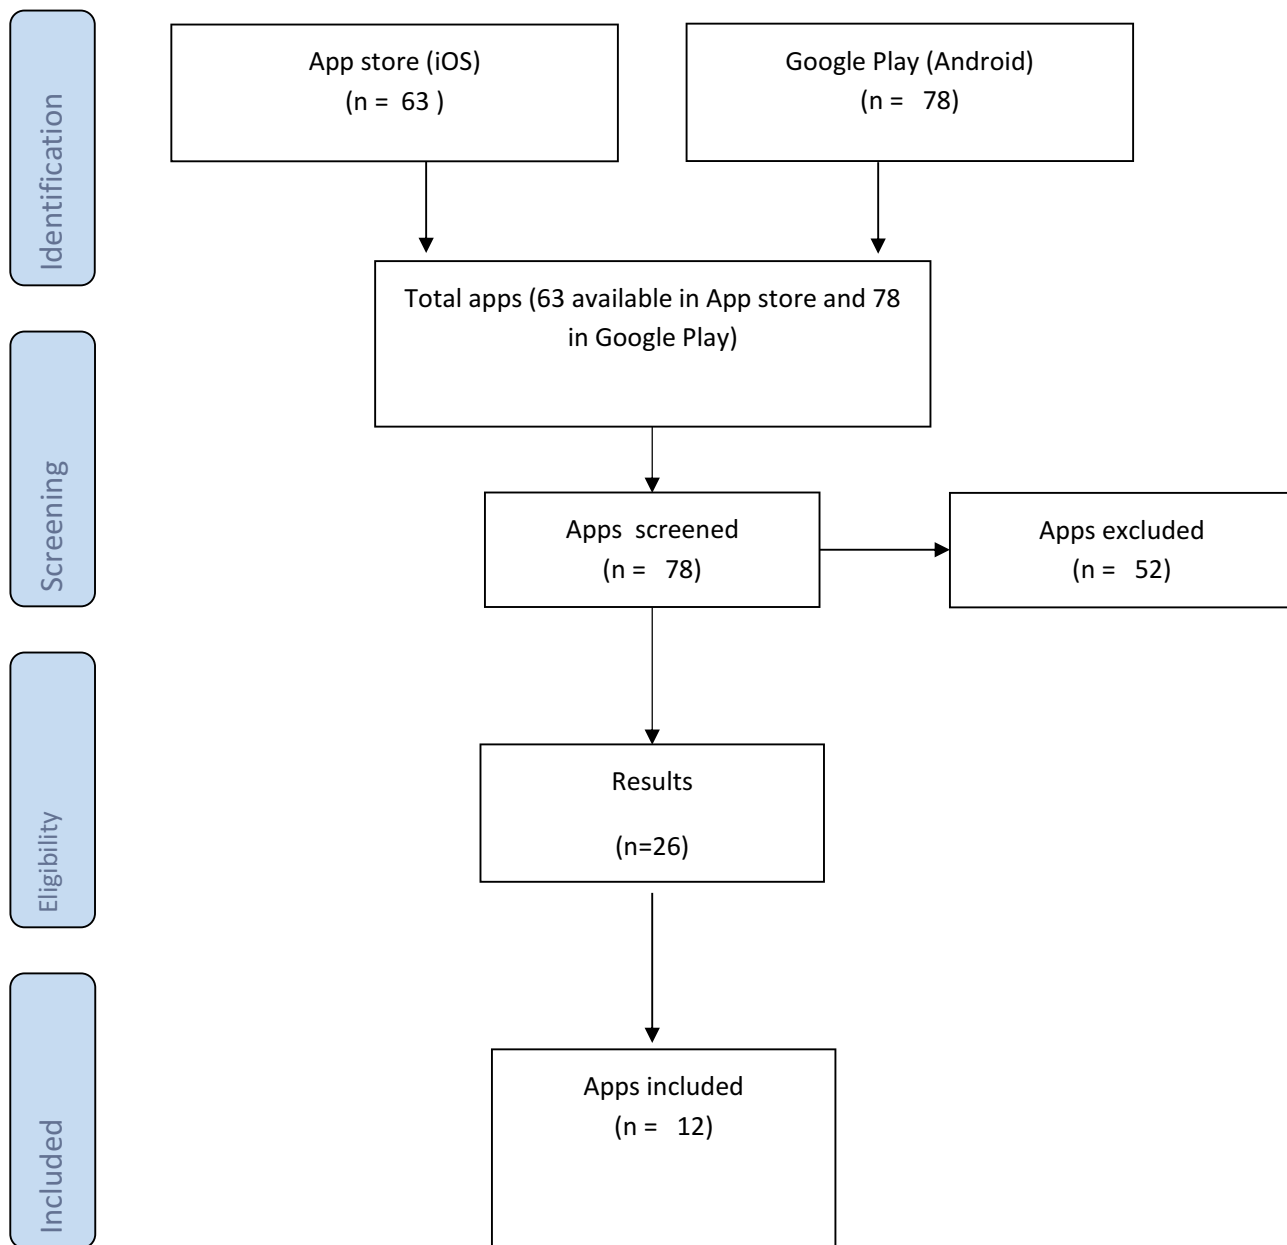 Identification
App store (iOS)
(n = 63 )
Google Play (Android)
(n = 78)
Total apps (63 available in App store and 78
in Google Play)
Screening
Apps screened
(n = 78)
Apps excluded
(n = 52)
Eligibility
Results
(n=26)
Included
Apps included
(n = 12)